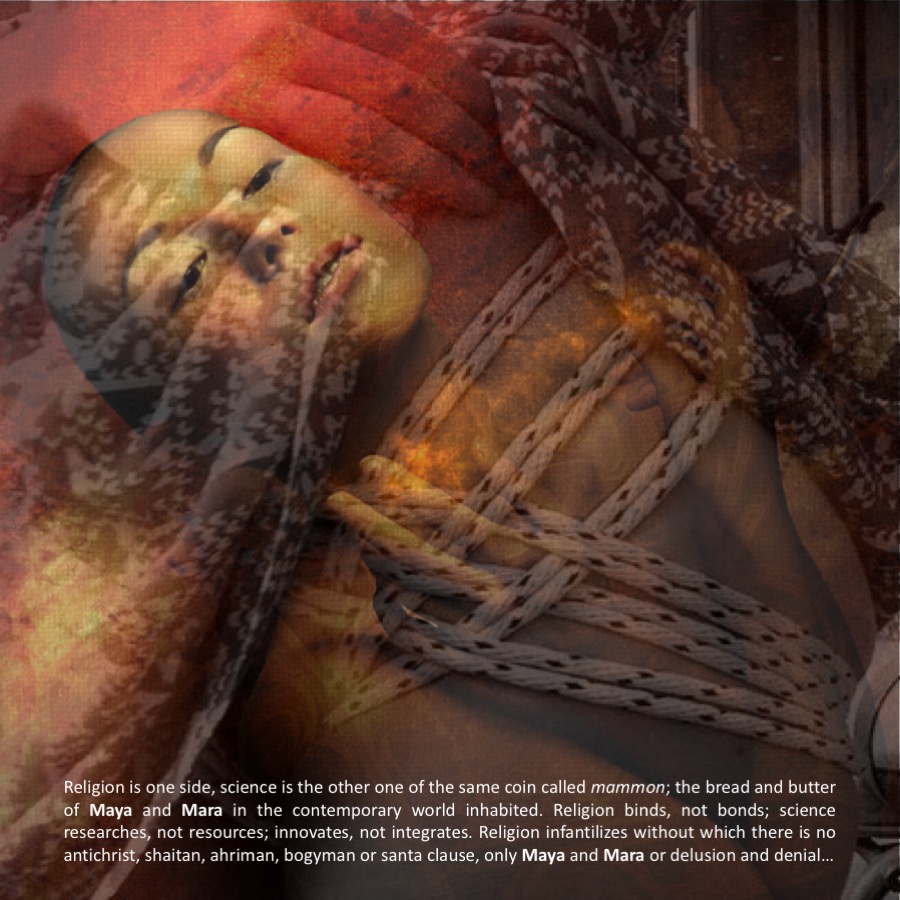 Religion is one side, science is the other one of the same coin called mammon; the bread and butter
of Maya and Mara in the contemporary world inhabited. Religion binds, not bonds; science
researches, not resources; innovates, not integrates. Religion infantilizes without which there is no
antichrist, shaitan, ahriman, bogyman or santa clause, only Maya and Mara or delusion and denial...